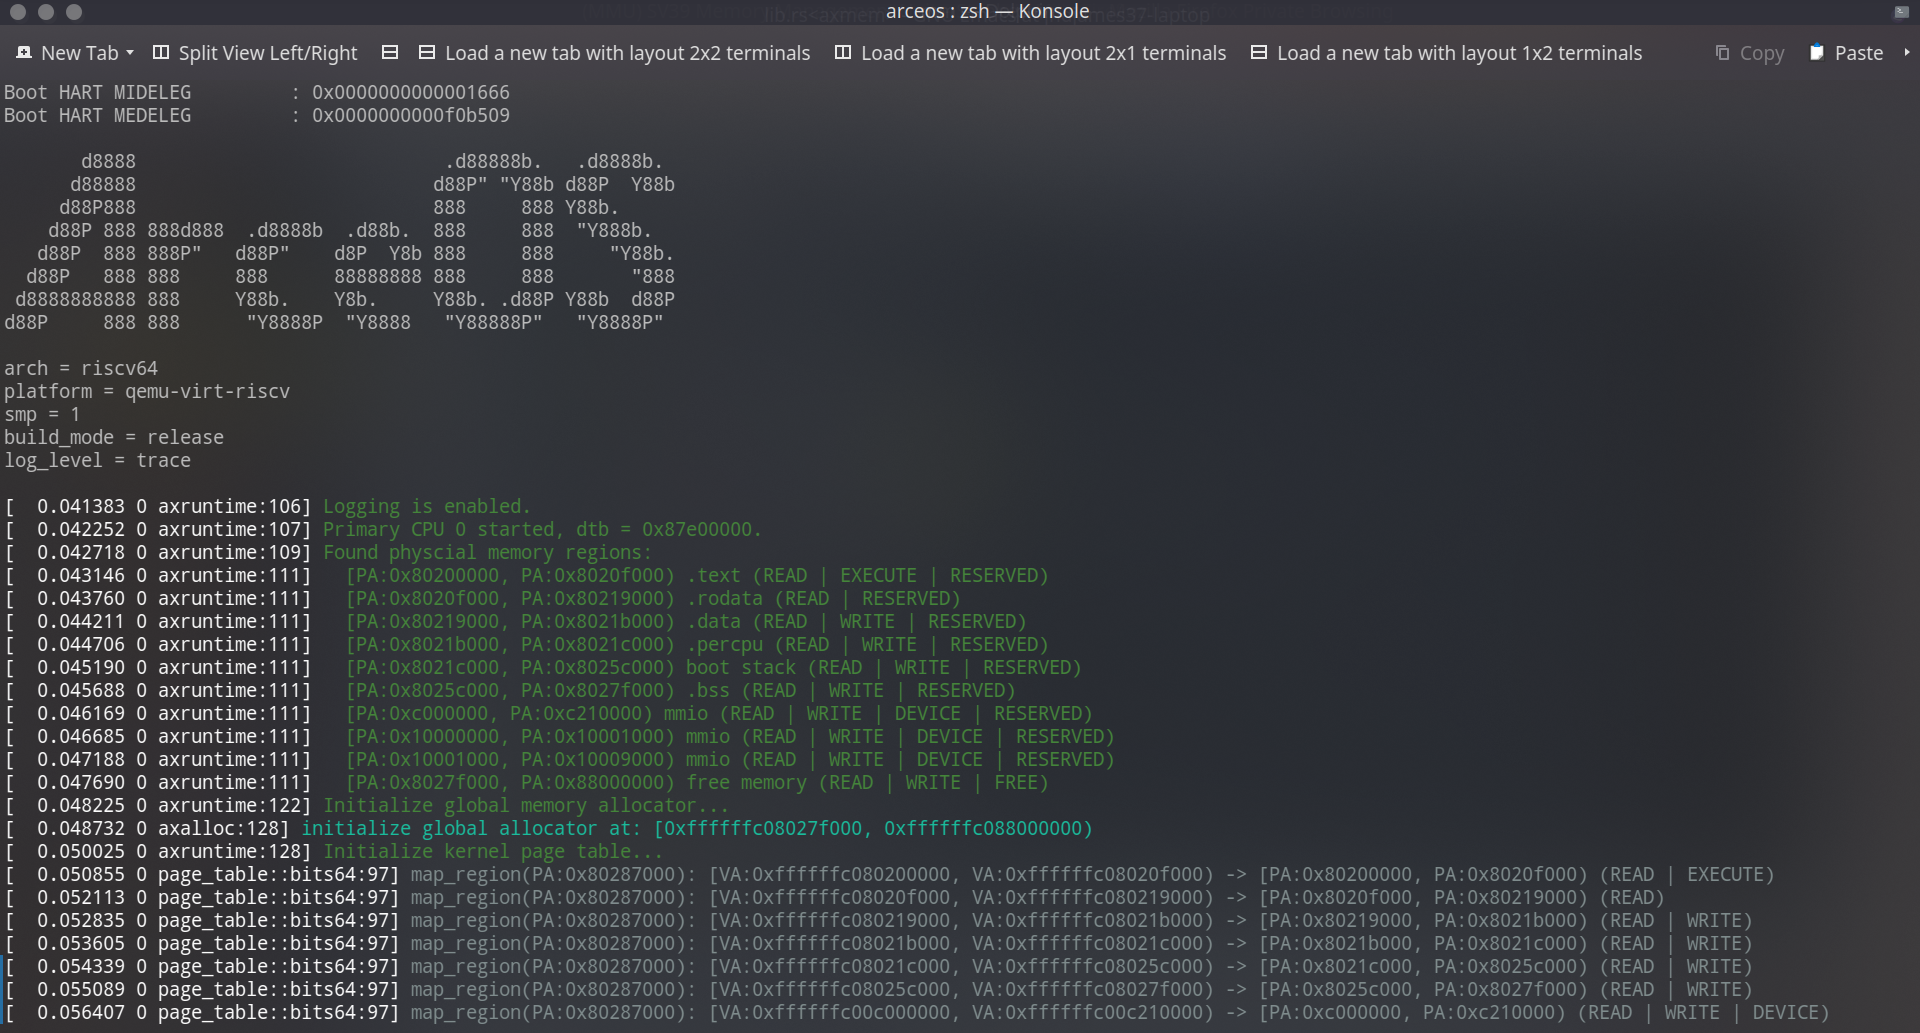 arceos : zsh — Konsole
New Tab Split View Left/Right Load a new tab with layout 2x2 terminals Load a new tab with layout 2x1 terminals Load a new tab with layout 1x2 terminals Copy Paste
Boot HART MIDELEG         : 0x0000000000001666
Boot HART MEDELEG         : 0x0000000000f0b509
       d8888                            .d88888b.   .d8888b.
      d88888                           d88P" "Y88b d88P  Y88b
     d88P888                           888     888 Y88b.
    d88P 888 888d888  .d8888b  .d88b.  888     888  "Y888b.
   d88P  888 888P"   d88P"    d8P  Y8b 888     888     "Y88b.
  d88P   888 888     888      88888888 888     888       "888
 d8888888888 888     Y88b.    Y8b.     Y88b. .d88P Y88b  d88P
d88P     888 888      "Y8888P  "Y8888   "Y88888P"   "Y8888P"
arch = riscv64
platform = qemu-virt-riscv
smp = 1
build_mode = release
log_level = trace
[  0.041383 0 axruntime:106] Logging is enabled.
[  0.042252 0 axruntime:107] Primary CPU 0 started, dtb = 0x87e00000.
[  0.042718 0 axruntime:109] Found physcial memory regions:
[  0.043146 0 axruntime:111]   [PA:0x80200000, PA:0x8020f000) .text (READ | EXECUTE | RESERVED)
[  0.043760 0 axruntime:111]   [PA:0x8020f000, PA:0x80219000) .rodata (READ | RESERVED)
[  0.044211 0 axruntime:111]   [PA:0x80219000, PA:0x8021b000) .data (READ | WRITE | RESERVED)
[  0.044706 0 axruntime:111]   [PA:0x8021b000, PA:0x8021c000) .percpu (READ | WRITE | RESERVED)
[  0.045190 0 axruntime:111]   [PA:0x8021c000, PA:0x8025c000) boot stack (READ | WRITE | RESERVED)
[  0.045688 0 axruntime:111]   [PA:0x8025c000, PA:0x8027f000) .bss (READ | WRITE | RESERVED)
[  0.046169 0 axruntime:111]   [PA:0xc000000, PA:0xc210000) mmio (READ | WRITE | DEVICE | RESERVED)
[  0.046685 0 axruntime:111]   [PA:0x10000000, PA:0x10001000) mmio (READ | WRITE | DEVICE | RESERVED)
[  0.047188 0 axruntime:111]   [PA:0x10001000, PA:0x10009000) mmio (READ | WRITE | DEVICE | RESERVED)
[  0.047690 0 axruntime:111]   [PA:0x8027f000, PA:0x88000000) free memory (READ | WRITE | FREE)
[  0.048225 0 axruntime:122] Initialize global memory allocator...
[  0.048732 0 axalloc:128] initialize global allocator at: [0xffffffc08027f000, 0xffffffc088000000)
[  0.050025 0 axruntime:128] Initialize kernel page table...
[  0.050855 0 page_table::bits64:97] map_region(PA:0x80287000): [VA:0xffffffc080200000, VA:0xffffffc08020f000) -> [PA:0x80200000, PA:0x8020f000) (READ | EXECUTE)
[  0.052113 0 page_table::bits64:97] map_region(PA:0x80287000): [VA:0xffffffc08020f000, VA:0xffffffc080219000) -> [PA:0x8020f000, PA:0x80219000) (READ)
[  0.052835 0 page_table::bits64:97] map_region(PA:0x80287000): [VA:0xffffffc080219000, VA:0xffffffc08021b000) -> [PA:0x80219000, PA:0x8021b000) (READ | WRITE)
[  0.053605 0 page_table::bits64:97] map_region(PA:0x80287000): [VA:0xffffffc08021b000, VA:0xffffffc08021c000) -> [PA:0x8021b000, PA:0x8021c000) (READ | WRITE)
[  0.054339 0 page_table::bits64:97] map_region(PA:0x80287000): [VA:0xffffffc08021c000, VA:0xffffffc08025c000) -> [PA:0x8021c000, PA:0x8025c000) (READ | WRITE)
[  0.055089 0 page_table::bits64:97] map_region(PA:0x80287000): [VA:0xffffffc08025c000, VA:0xffffffc08027f000) -> [PA:0x8025c000, PA:0x8027f000) (READ | WRITE)
[  0.056407 0 page_table::bits64:97] map_region(PA:0x80287000): [VA:0xffffffc00c000000, VA:0xffffffc00c210000) -> [PA:0xc000000, PA:0xc210000) (READ | WRITE | DEVICE)